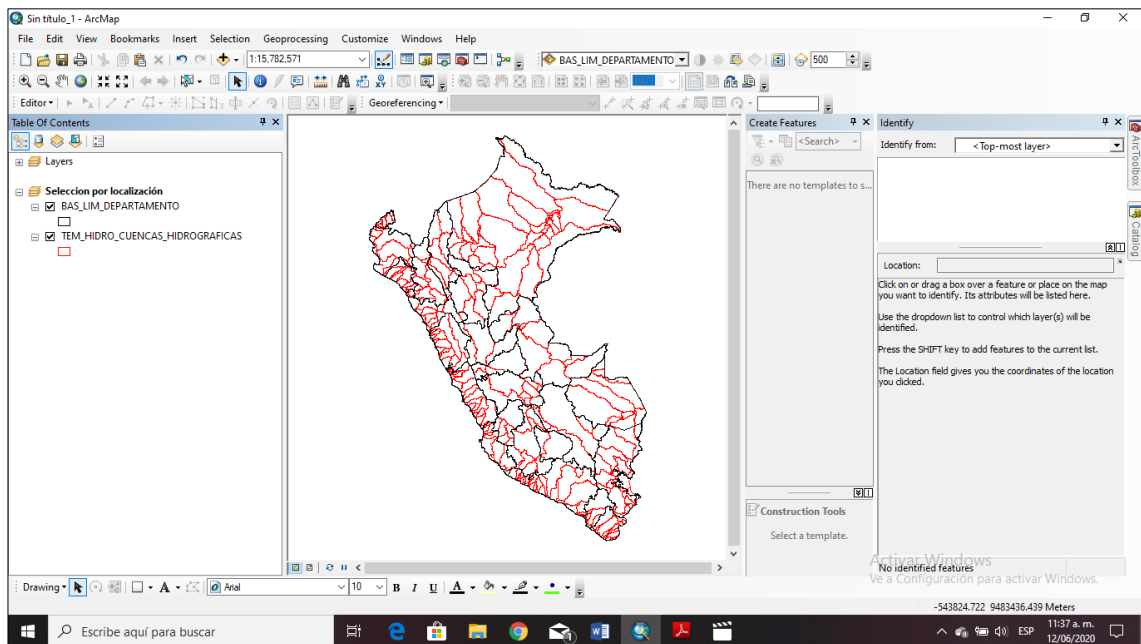 Sin título_1 - ArcMap
File Edit View Bookmarks Insert Selection Geoprocessing Customize Windows Help
1:15,782,571
BAS_LIM_DEPARTAMENTO
500
Editor
Georeferencing
Table Of Contents
Layers
Seleccion por localización
BAS_LIM_DEPARTAMENTO
TEM_HIDRO_CUENCAS_HIDROGRAFICAS
Create Features
<Search>
There are no templates to s...
Construction Tools
Select a template.
Identify
Identify from: <Top-most layer>
Location:
Click on or drag a box over a feature or place on the map
you want to identify. Its attributes will be listed here.
Use the dropdown list to control which layer(s) will be
identified.
Press the SHIFT key to add features to the current list.
The Location field gives you the coordinates of the location
you clicked.
Activar Windows
Ve a Configuración para activar Windows.
No identified features
ArcToolbox
Catalog
Drawing A Arial 10 B I U A
-543824.722 9483436.439 Meters
Escribe aquí para buscar
ESP
11:37 a. m.
12/06/2020